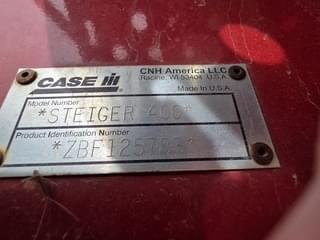 CASE IH
CNH America LLC
Racine, WI 53404 U.S.A.
Made in U.S.A.
Model Number
*STEIGER 400*
Product Identification Number